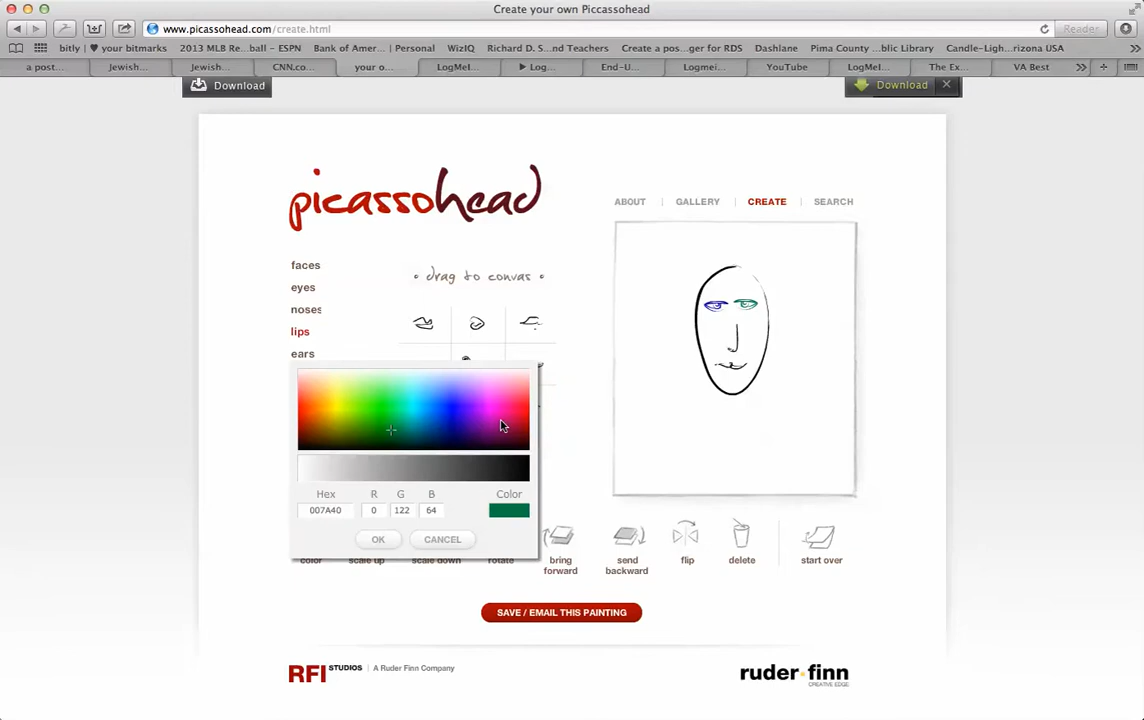 Create your own Piccassohead
www.picassohead.com/create.html
Reader
bitly | ♥ your bitmarks 2013 MLB Re...ball - ESPN Bank of Amer... | Personal WizIQ Richard D. S...nd Teachers Create a pos...ger for RDS Dashlane Pima County ...blic Library Candle-Ligh...rizona USA
a post... Jewish... Jewish... CNN.co... your o... LogMeI... Log... End-U... Logmei... YouTube LogMeI... The Ex... VA Best
Download
Download
picassohead
ABOUT | GALLERY | CREATE | SEARCH
faces
eyes
noses
lips
ears
• drag to canvas •
Hex R G B Color
007A40 0 122 64
OK CANCEL
color scale up scale down rotate bring forward send backward flip delete start over
SAVE / EMAIL THIS PAINTING
RFI STUDIOS | A Ruder Finn Company
ruder·finn
CREATIVE EDGE.